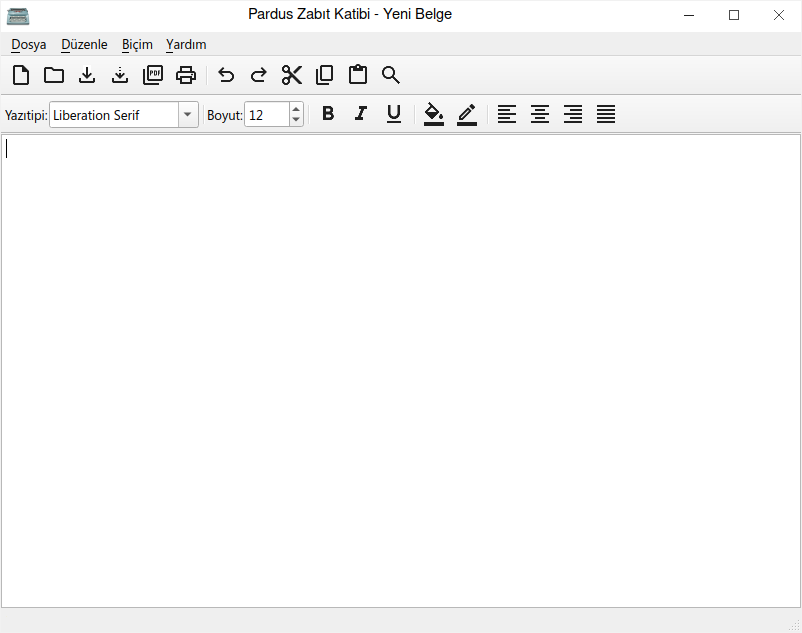 Pardus Zabıt Katibi - Yeni Belge
Dosya Düzenle Biçim Yardım
PDF
Yazıtipi: Liberation Serif Boyut: 12 B I U